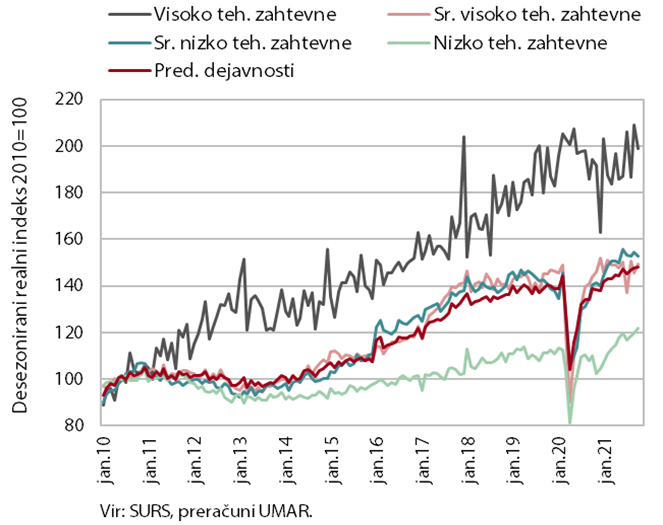 Visoko teh. zahtevne
Sr. visoko teh. zahtevne
Sr. nizko teh. zahtevne
Nizko teh. zahtevne
Pred. dejavnosti
Desezonirani realni indeks 2010=100
220
200
180
160
140
120
100
80
jan.10
jan.11
jan.12
jan.13
jan.14
jan.15
jan.16
jan.17
jan.18
jan.19
jan.20
jan.21
Vir: SURS, preračuni UMAR.